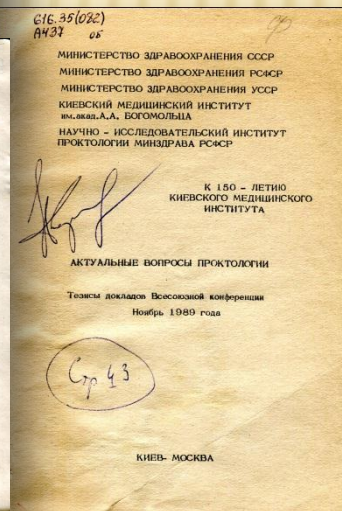 616.35(082)
А437 об
МИНИСТЕРСТВО ЗДРАВООХРАНЕНИЯ СССР
МИНИСТЕРСТВО ЗДРАВООХРАНЕНИЯ РСФСР
МИНИСТЕРСТВО ЗДРАВООХРАНЕНИЯ УССР
КИЕВСКИЙ МЕДИЦИНСКИЙ ИНСТИТУТ
им.акад.А.А. БОГОМОЛЬЦА
НАУЧНО - ИССЛЕДОВАТЕЛЬСКИЙ ИНСТИТУТ
ПРОКТОЛОГИИ МИНЗДРАВА РСФСР
К 150 - ЛЕТИЮ
КИЕВСКОГО МЕДИЦИНСКОГО
ИНСТИТУТА
АКТУАЛЬНЫЕ ВОПРОСЫ ПРОКТОЛОГИИ
Тезисы докладов Всесоюзной конференции
Ноябрь 1989 года
Стр 43
КИЕВ- МОСКВА